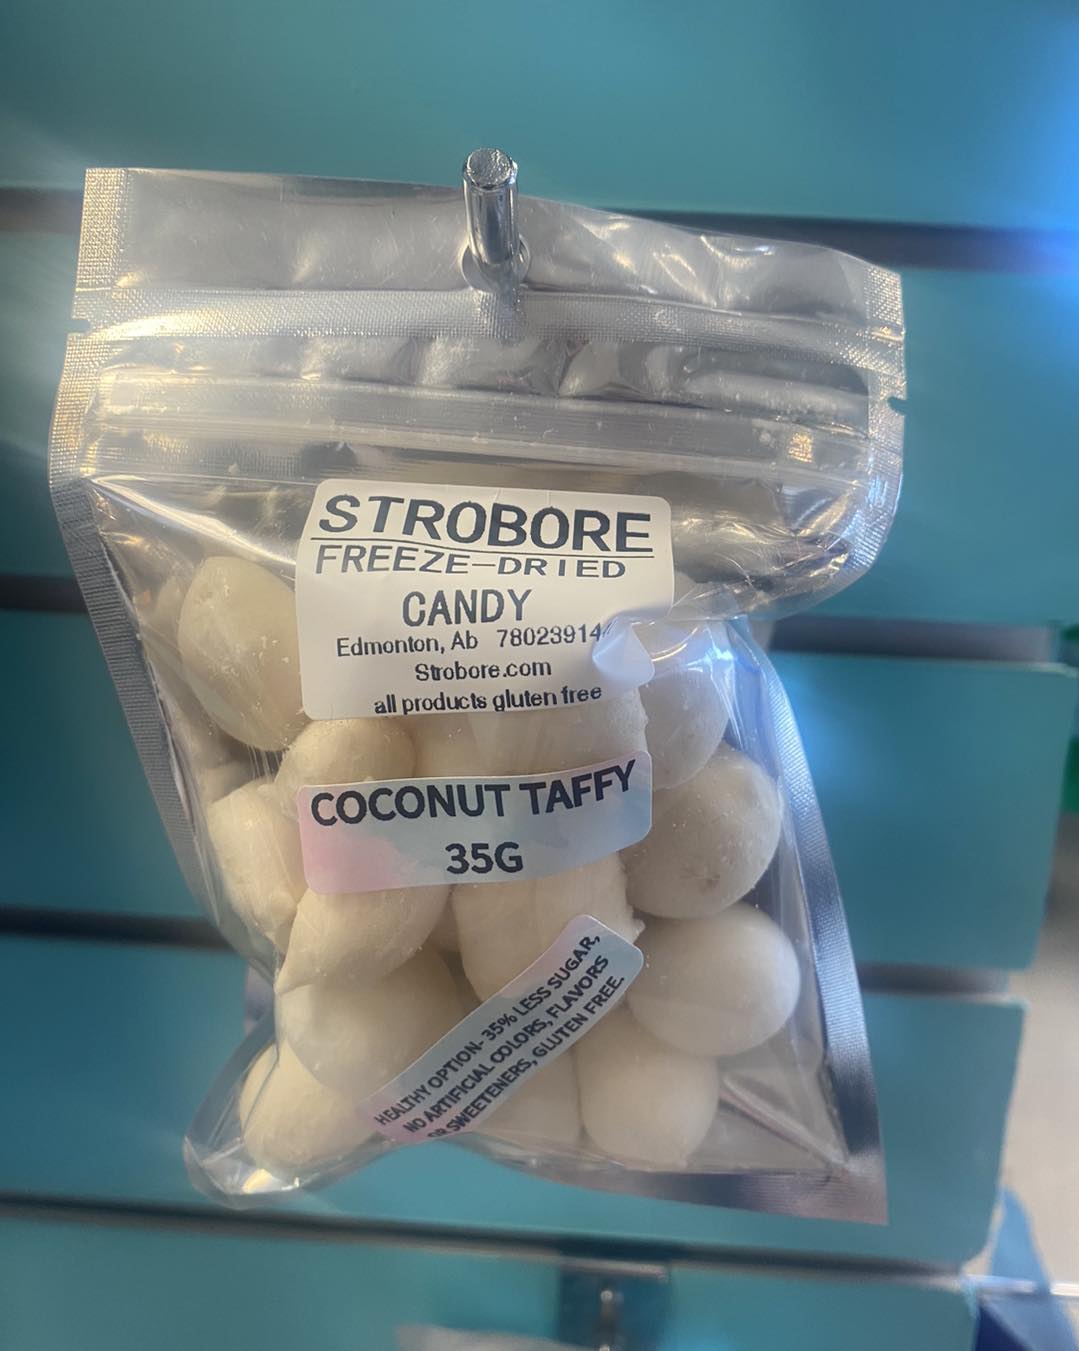 STROBORE
FREEZE-DRIED
CANDY
Edmonton, Ab
Strobore.com
all products gluten free
COCONUT TAFFY
35G
HEALTHY OPTION- 35% LESS SUGAR,
NO ARTIFICIAL COLORS, FLAVORS
OR SWEETENERS, GLUTEN FREE.